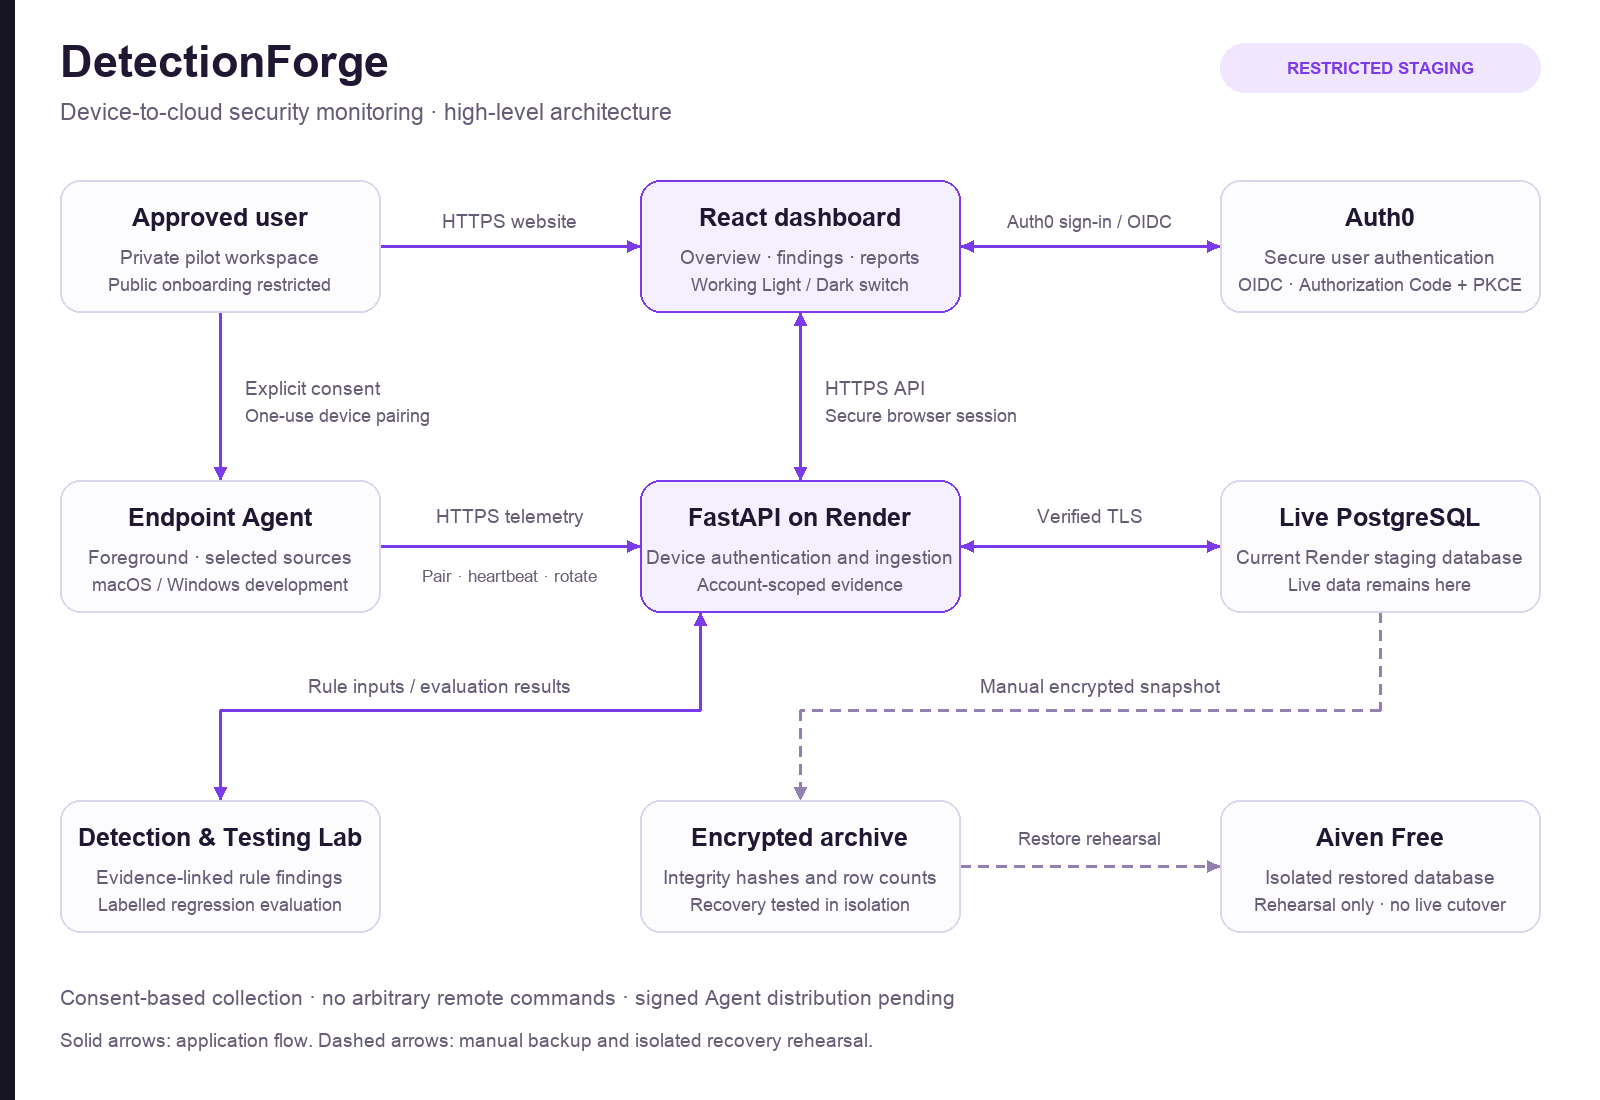 DetectionForge
RESTRICTED STAGING
Device-to-cloud security monitoring · high-level architecture
Approved user
Private pilot workspace
Public onboarding restricted
HTTPS website
React dashboard
Overview · findings · reports
Working Light / Dark switch
Auth0 sign-in / OIDC
Auth0
Secure user authentication
OIDC · Authorization Code + PKCE
Explicit consent
One-use device pairing
HTTPS API
Secure browser session
Endpoint Agent
Foreground · selected sources
macOS / Windows development
HTTPS telemetry
Pair · heartbeat · rotate
FastAPI on Render
Device authentication and ingestion
Account-scoped evidence
Verified TLS
Live PostgreSQL
Current Render staging database
Live data remains here
Rule inputs / evaluation results
Manual encrypted snapshot
Detection & Testing Lab
Evidence-linked rule findings
Labelled regression evaluation
Encrypted archive
Integrity hashes and row counts
Recovery tested in isolation
Restore rehearsal
Aiven Free
Isolated restored database
Rehearsal only · no live cutover
Consent-based collection · no arbitrary remote commands · signed Agent distribution pending
Solid arrows: application flow. Dashed arrows: manual backup and isolated recovery rehearsal.